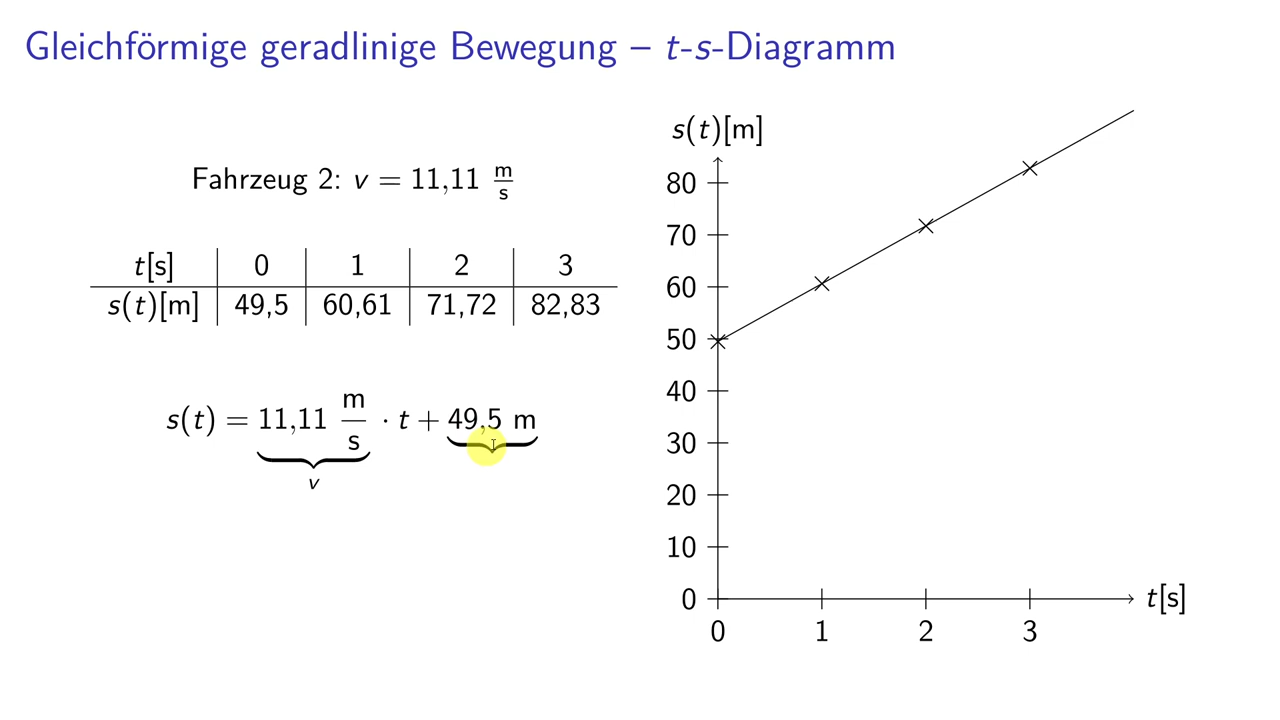 Gleichförmige geradlinige Bewegung – t-s-Diagramm
Fahrzeug 2: v = 11,11 m/s
t[s] 0 1 2 3
s(t)[m] 49,5 60,61 71,72 82,83
s(t) = 11,11 m/s · t + 49,5 m
v
s(t)[m]
80
70
60
50
40
30
20
10
0
t[s]
0 1 2 3